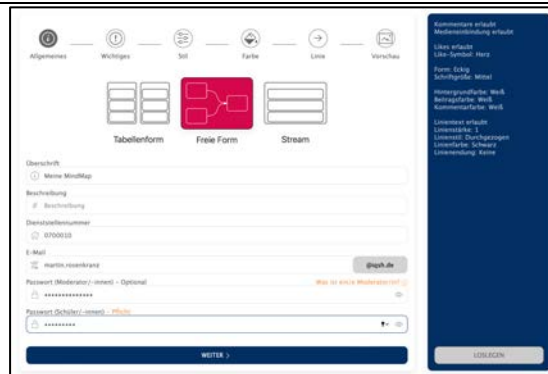 Allgemeines
Wichtiges
Stil
Farbe
Linie
Vorschau
Tabellenform
Freie Form
Stream
Überschrift
Meine MindMap
Beschreibung
# Beschreibung
Dienststellennummer
0700010
E-Mail
martin.rosenkranz
@iqsh.de
Passwort (Moderator/-innen) - Optional
Was ist ein/e Moderator/in?
**************
Passwort (Schüler/-innen) - Pflicht
*********
WEITER >
Kommentare erlaubt
Medieneinbindung erlaubt
Likes erlaubt
Like-Symbol: Herz
Form: Eckig
Schriftgröße: Mittel
Hintergrundfarbe: Weiß
Beitragsfarbe: Weiß
Kommentarfarbe: Weiß
Linientext erlaubt
Linienstärke: 1
Linienstil: Durchgezogen
Linienfarbe: Schwarz
Linienendung: Keine
LOSLEGEN